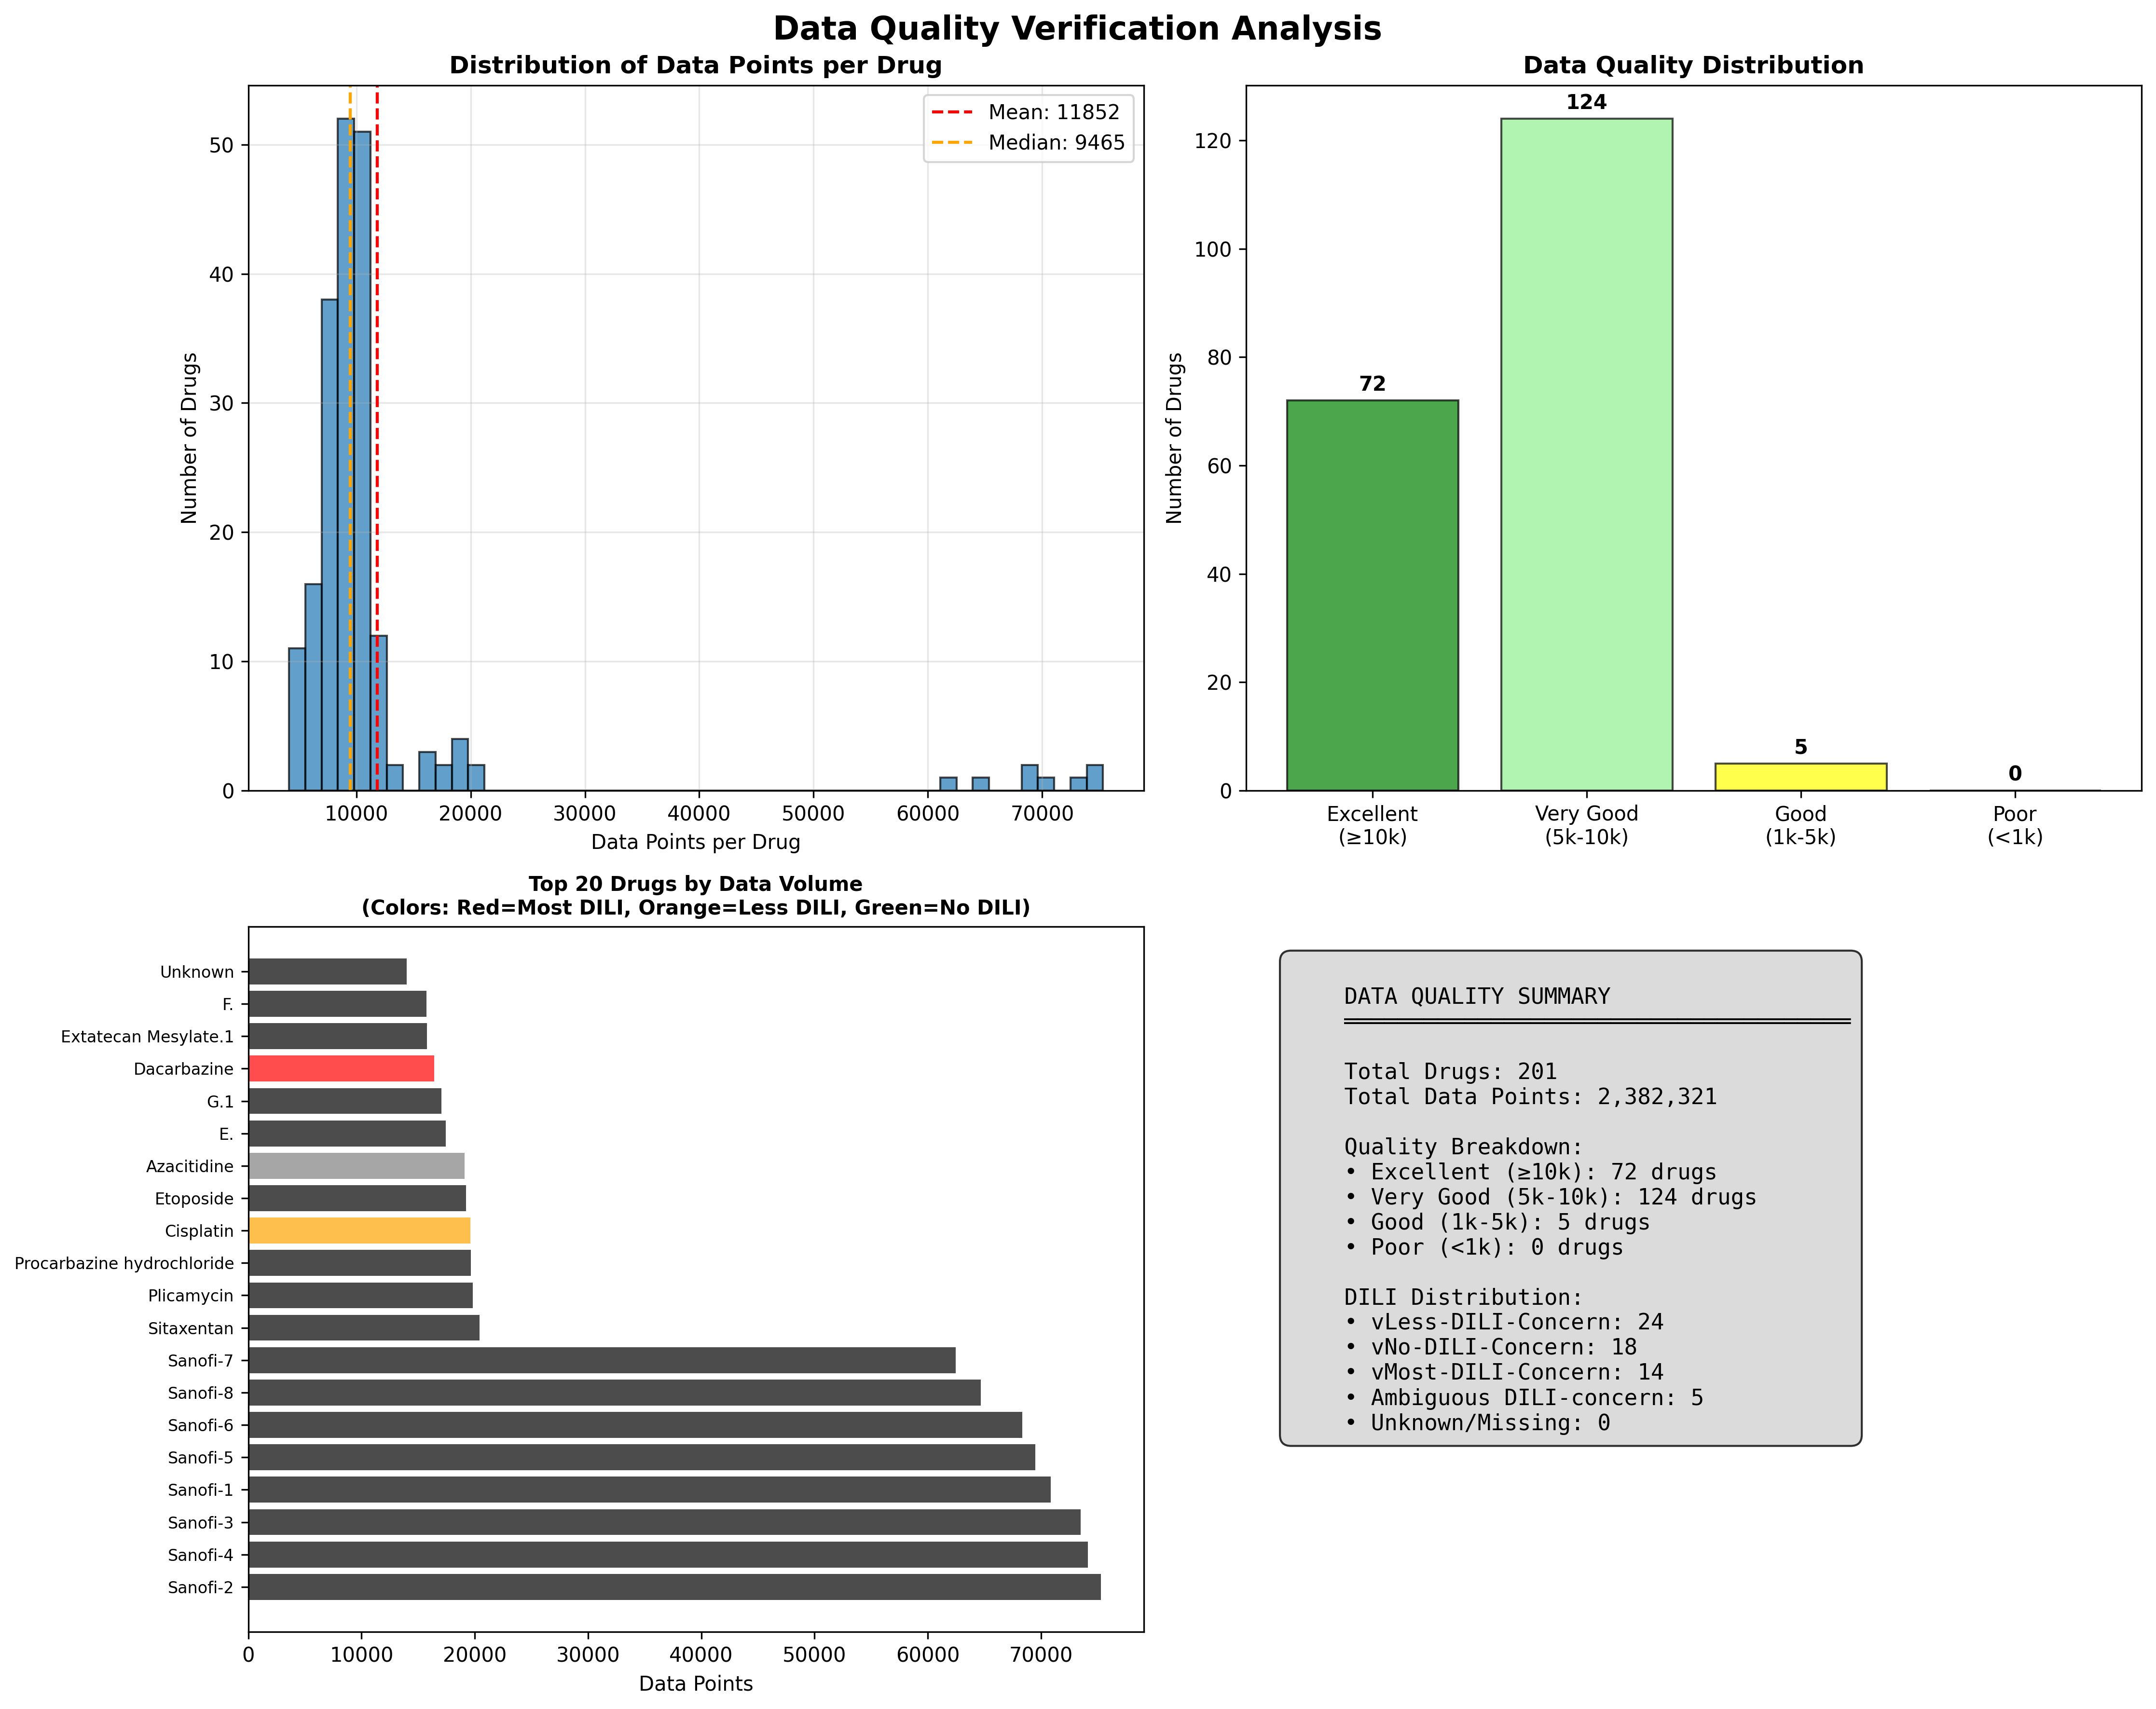 Data Quality Verification Analysis
Distribution of Data Points per Drug
Mean: 11852
Median: 9465
Number of Drugs
50
40
30
20
10
0
10000 20000 30000 40000 50000 60000 70000
Data Points per Drug
Data Quality Distribution
Number of Drugs
120
100
80
60
40
20
0
72
124
5
0
Excellent
(≥10k)
Very Good
(5k-10k)
Good
(1k-5k)
Poor
(<1k)
Top 20 Drugs by Data Volume
(Colors: Red=Most DILI, Orange=Less DILI, Green=No DILI)
Unknown
F.
Extatecan Mesylate.1
Dacarbazine
G.1
E.
Azacitidine
Etoposide
Cisplatin
Procarbazine hydrochloride
Plicamycin
Sitaxentan
Sanofi-7
Sanofi-8
Sanofi-6
Sanofi-5
Sanofi-1
Sanofi-3
Sanofi-4
Sanofi-2
0 10000 20000 30000 40000 50000 60000 70000
Data Points
DATA QUALITY SUMMARY
Total Drugs: 201
Total Data Points: 2,382,321
Quality Breakdown:
• Excellent (≥10k): 72 drugs
• Very Good (5k-10k): 124 drugs
• Good (1k-5k): 5 drugs
• Poor (<1k): 0 drugs
DILI Distribution:
• vLess-DILI-Concern: 24
• vNo-DILI-Concern: 18
• vMost-DILI-Concern: 14
• Ambiguous DILI-concern: 5
• Unknown/Missing: 0